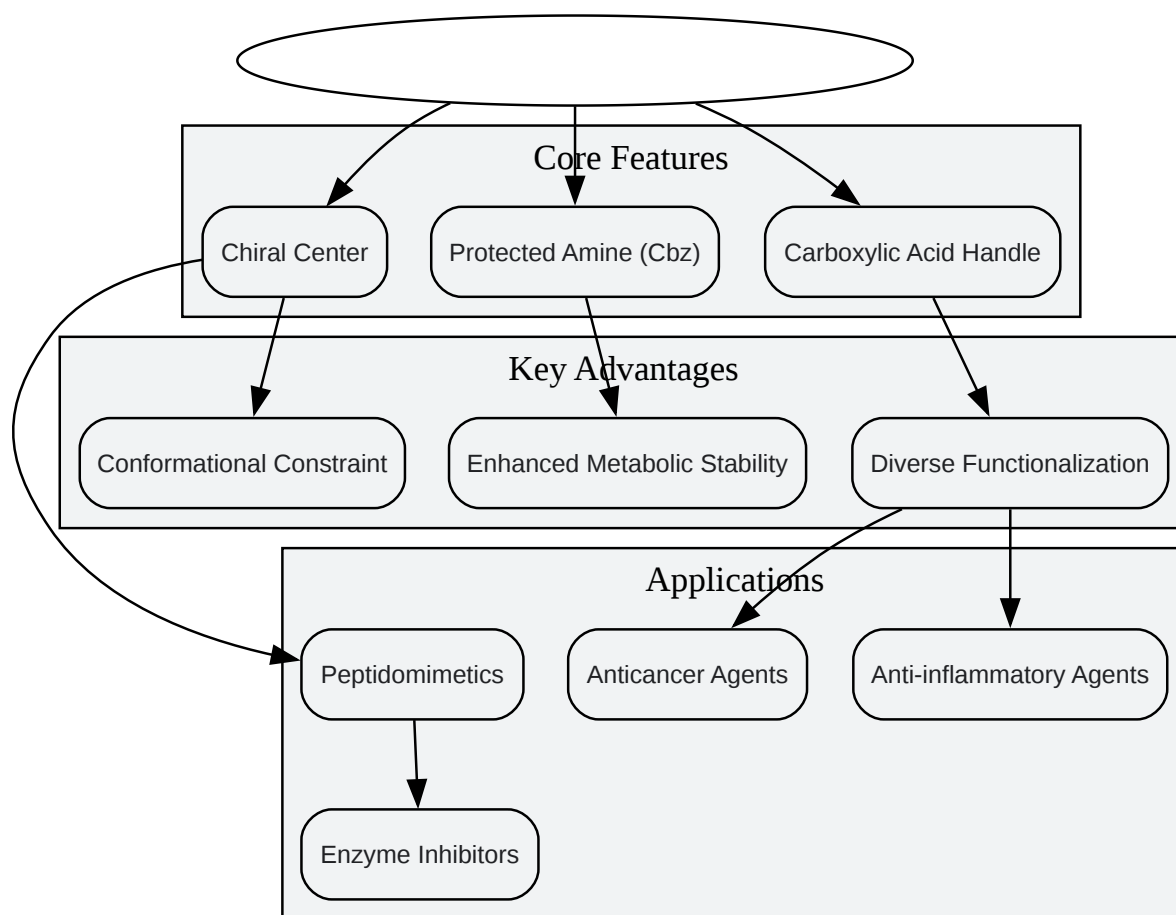 Core Features
Chiral Center
Protected Amine (Cbz)
Carboxylic Acid Handle
Key Advantages
Conformational Constraint
Enhanced Metabolic Stability
Diverse Functionalization
Applications
Peptidomimetics
Anticancer Agents
Anti-inflammatory Agents
Enzyme Inhibitors